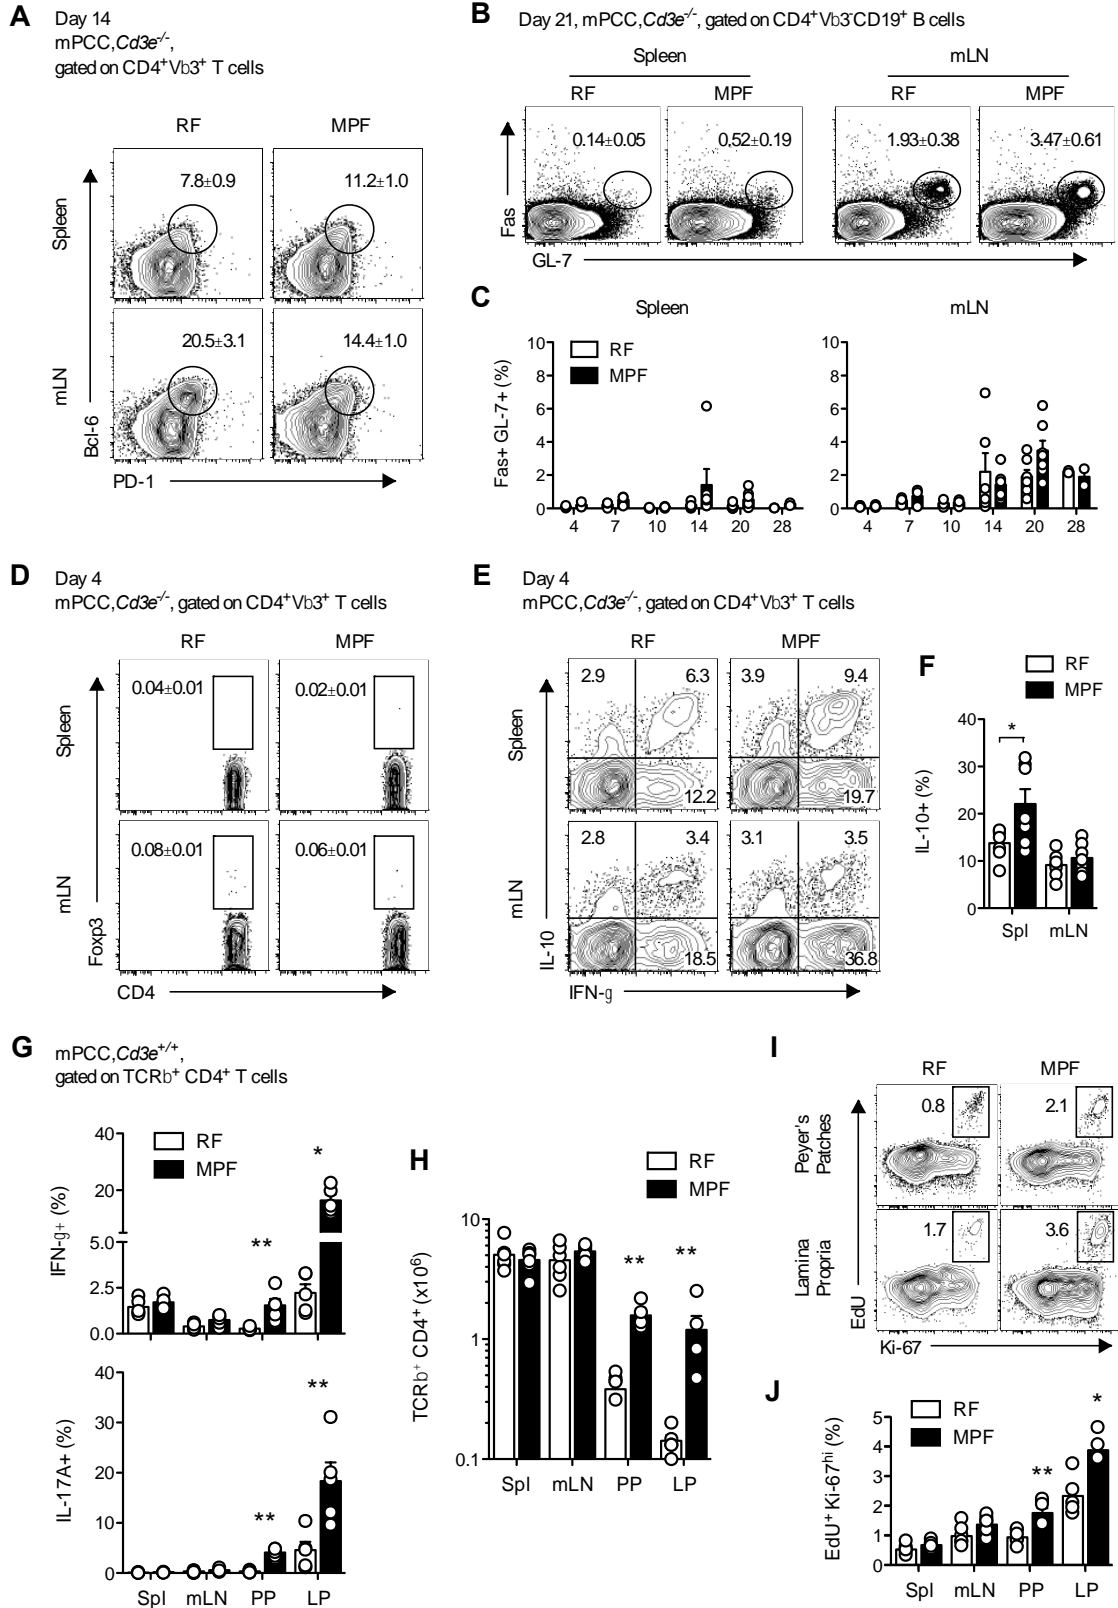 A
Day 14
mPCC,Cd3e-/-,
gated on CD4+Vb3+ T cells
RF
MPF
Spleen
7.8±0.9
11.2±1.0
mLN
20.5±3.1
14.4±1.0
Bcl-6
PD-1
B
Day 21, mPCC,Cd3e-/-, gated on CD4+Vb3-CD19+ B cells
Spleen
mLN
RF
MPF
RF
MPF
0.14±0.05
0.52±0.19
1.93±0.38
3.47±0.61
Fas
GL-7
C
Spleen
mLN
Fas+ GL-7+ (%)
RF
MPF
10
8
6
4
2
0
4 7 10 14 20 28
10
8
6
4
2
0
4 7 10 14 20 28
D
Day 4
mPCC,Cd3e-/-, gated on CD4+Vb3+ T cells
RF
MPF
Spleen
0.04±0.01
0.02±0.01
mLN
0.08±0.01
0.06±0.01
Foxp3
CD4
E
Day 4
mPCC,Cd3e-/-, gated on CD4+Vb3+ T cells
RF
MPF
Spleen
2.9 6.3
12.2
3.9 9.4
19.7
mLN
2.8 3.4
18.5
3.1 3.5
36.8
IL-10
IFN-g
F
RF
MPF
IL-10+ (%)
40
30
20
10
0
*
Spl mLN
G
mPCC,Cd3e+/+,
gated on TCRb+ CD4+ T cells
RF
MPF
IFN-g+ (%)
40
20
5.0
2.5
0.0
**
*
IL-17A+ (%)
40
30
20
10
0
**
**
Spl mLN PP LP
H
RF
MPF
TCRb+ CD4+ (x10⁶)
10
1
0.1
**
**
Spl mLN PP LP
I
RF
MPF
Peyer's
Patches
0.8
2.1
Lamina
Propria
1.7
3.6
EdU
Ki-67
J
RF
MPF
EdU+ Ki-67hi (%)
5
4
3
2
1
0
**
*
Spl mLN PP LP